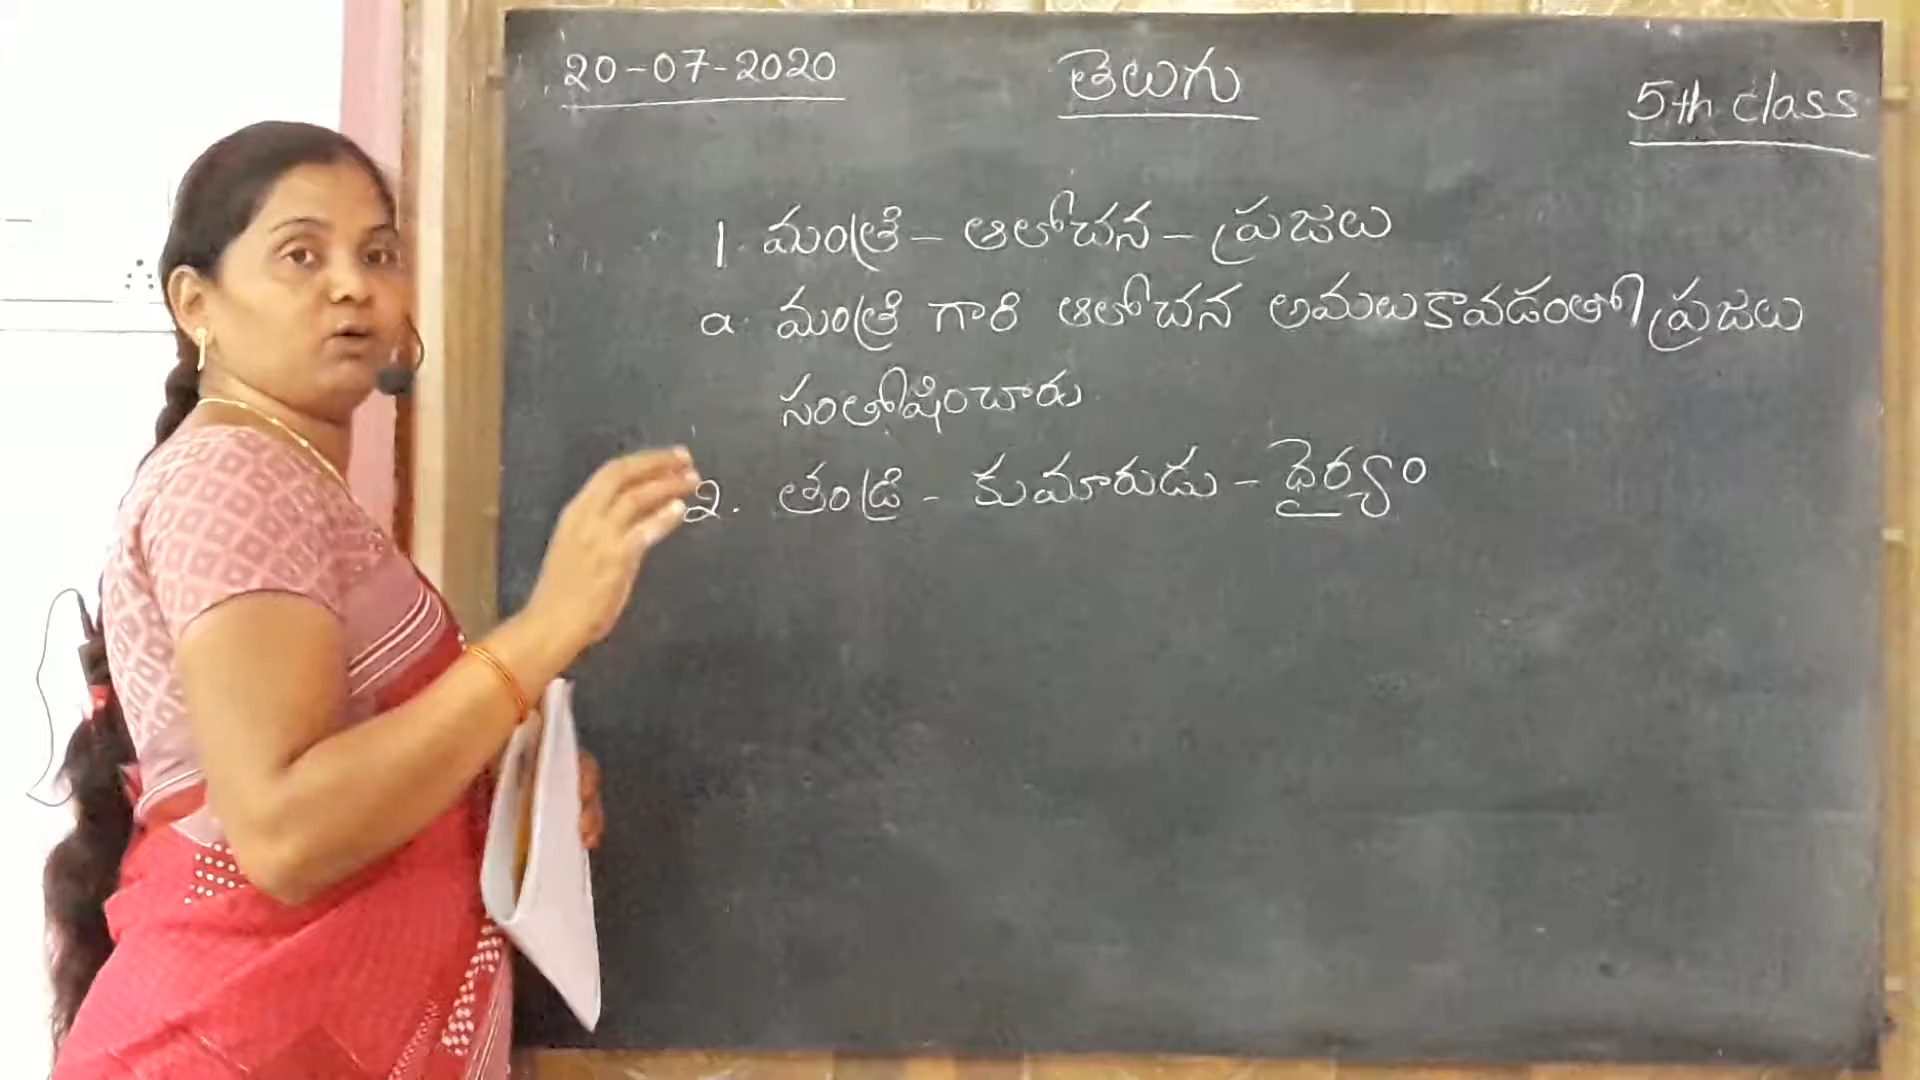 20-07-2020 తెలుగు 5th class
1. మంత్రి - ఆలోచన - ప్రజలు
a. మంత్రి గారి ఆలోచన అమలుకావడంతో ప్రజలు
సంతోషించారు.
2. తండ్రి - కుమారుడు - ధైర్యం